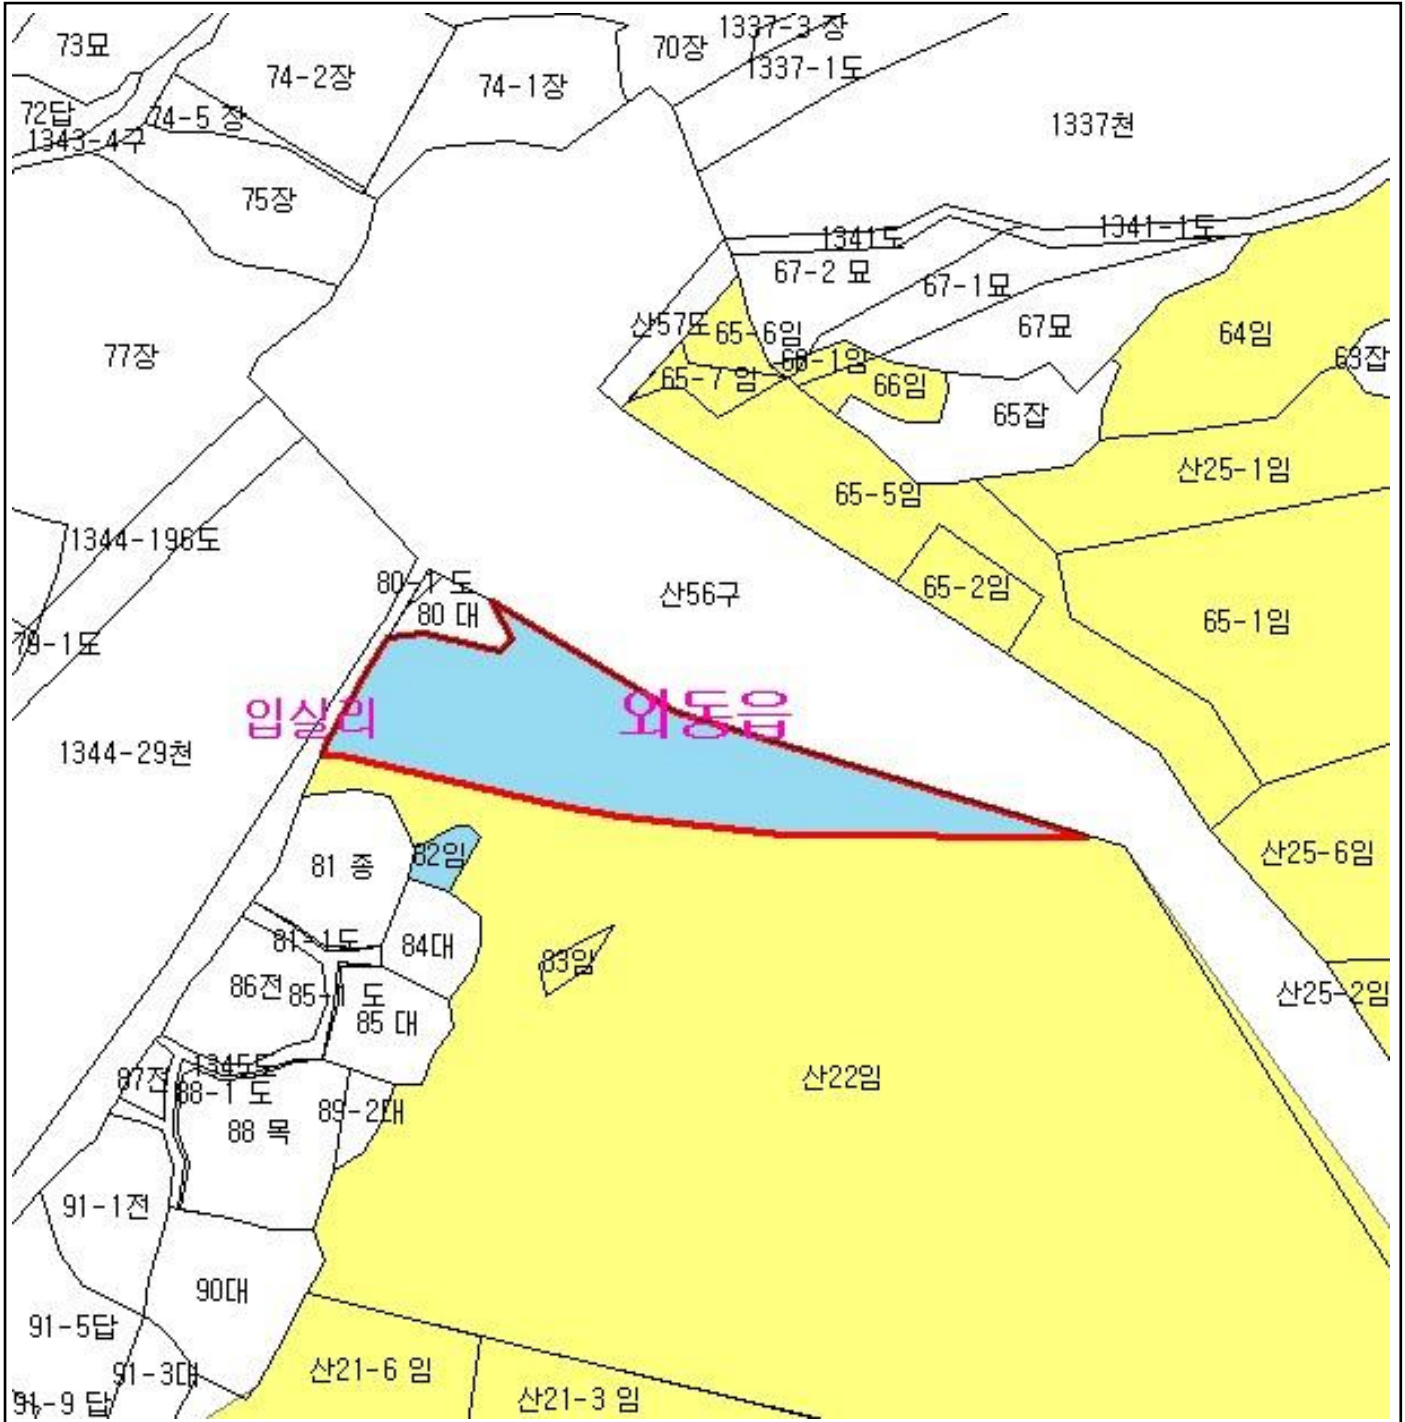 1337-3 장
73묘
70장
1337-1도
74-2장
74-1장
72답
74-5 장
1337천
1343-4구
75장
1341도
1341-1도
67-2 묘
67-1묘
산57도
65-6임
67묘
64임
77장
66-1임
63잡
65-7 임
66임
65잡
산25-1임
65-5임
1344-196도
80-1 도
65-2임
산56구
80 대
65-1임
79-1도
입실리
외동읍
1344-29천
82임
산25-6임
81 종
81-1도
84대
83임
86전
85-1 도
산25-2임
85 대
1345도
87전
산22임
88-1 도
89-2대
88 목
91-1전
90대
91-5답
91-3대
산21-6 임
91-9 답
산21-3 임